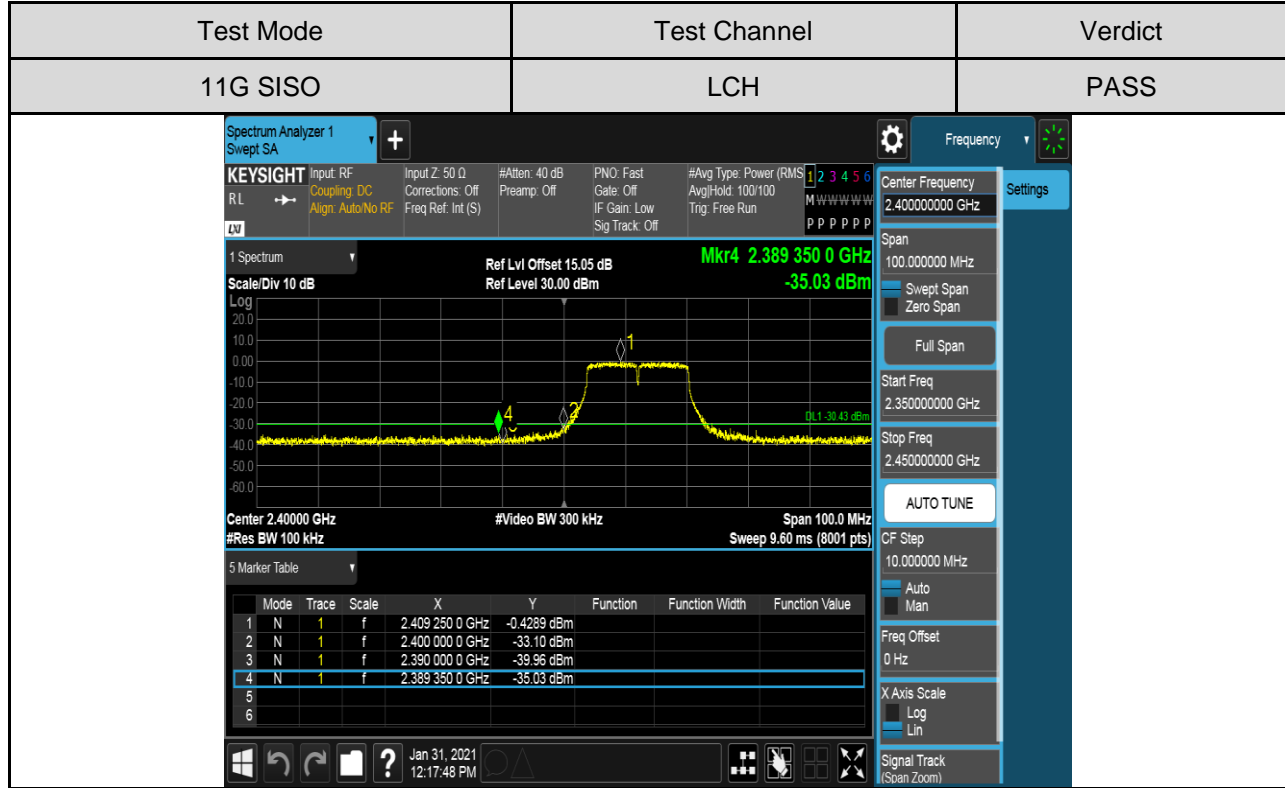 Test Mode Test Channel Verdict
11G SISO LCH PASS
Spectrum Analyzer 1
Swept SA
+
Frequency
KEYSIGHT Input: RF Input Z: 50 Ω #Atten: 40 dB PNO: Fast #Avg Type: Power (RMS 1 2 3 4 5 6
RL Coupling: DC Corrections: Off Preamp: Off Gate: Off Avg|Hold: 100/100 M W W W W W
Align: Auto/No RF Freq Ref: Int (S) IF Gain: Low Trig: Free Run
LXI Sig Track: Off P P P P P P
1 Spectrum
Ref Lvl Offset 15.05 dB
Mkr4 2.389 350 0 GHz
Scale/Div 10 dB Ref Level 30.00 dBm -35.03 dBm
Log
20.0
10.0
0.00
-10.0
-20.0
-30.0
-40.0
-50.0
-60.0
1
2
4
DL1 -30.43 dBm
Center 2.40000 GHz #Video BW 300 kHz Span 100.0 MHz
#Res BW 100 kHz Sweep 9.60 ms (8001 pts)
5 Marker Table
Mode Trace Scale X Y Function Function Width Function Value
1 N 1 f 2.409 250 0 GHz -0.4289 dBm
2 N 1 f 2.400 000 0 GHz -33.10 dBm
3 N 1 f 2.390 000 0 GHz -39.96 dBm
4 N 1 f 2.389 350 0 GHz -35.03 dBm
5
6
?
Jan 31, 2021
12:17:48 PM
Center Frequency
2.400000000 GHz
Settings
Span
100.000000 MHz
Swept Span
Zero Span
Full Span
Start Freq
2.350000000 GHz
Stop Freq
2.450000000 GHz
AUTO TUNE
CF Step
10.000000 MHz
Auto
Man
Freq Offset
0 Hz
X Axis Scale
Log
Lin
Signal Track
(Span Zoom)